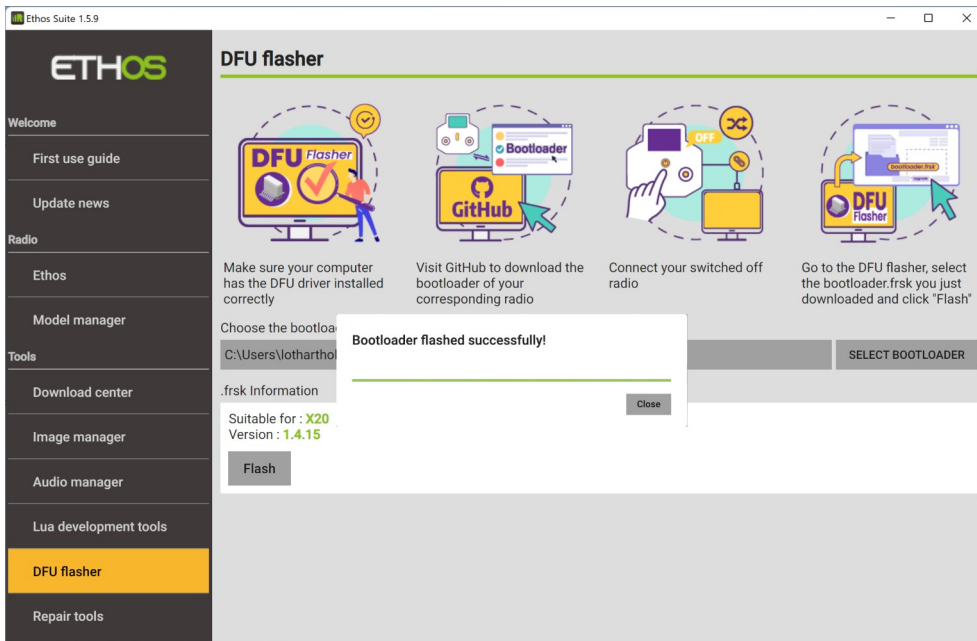 Ethos Suite 1.5.9
ETHOS
Welcome
First use guide
Update news
Radio
Ethos
Model manager
Tools
Download center
Image manager
Audio manager
Lua development tools
DFU flasher
Repair tools
DFU flasher
DFU Flasher
Bootloader
GitHub
OFF
bootloader.frsk
DFU
Flasher
Make sure your computer
has the DFU driver installed
correctly
Visit GitHub to download the
bootloader of your
corresponding radio
Connect your switched off
radio
Go to the DFU flasher, select
the bootloader.frsk you just
downloaded and click "Flash"
Choose the bootloa
C:\Users\lotharthol
SELECT BOOTLOADER
.frsk Information
Suitable for : X20
Version : 1.4.15
Flash
Bootloader flashed successfully!
Close